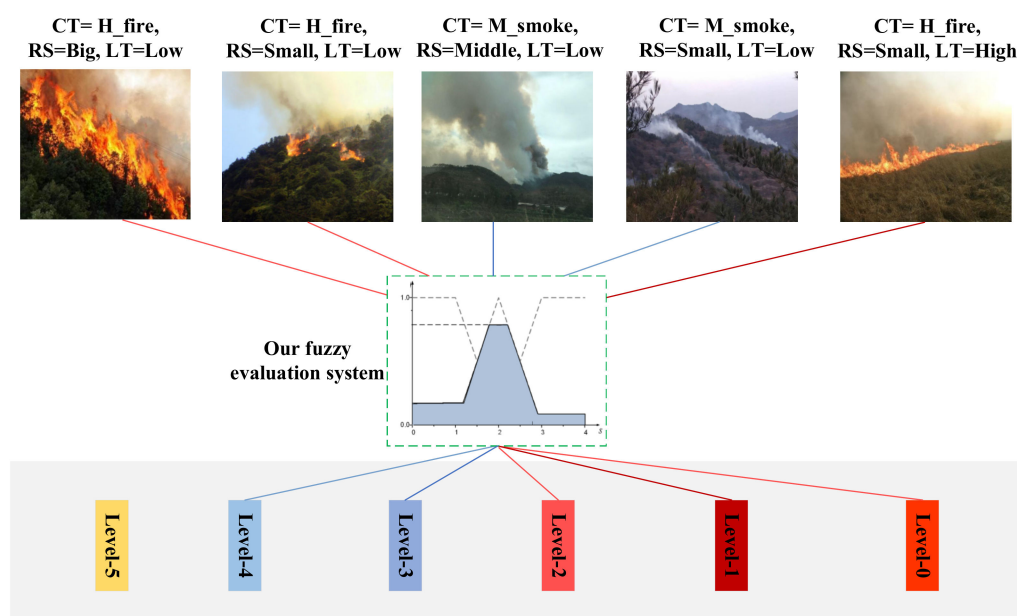 CT= H_fire,
RS=Big, LT=Low
CT= H_fire,
RS=Small, LT=Low
CT= M_smoke,
RS=Middle, LT=Low
CT= M_smoke,
RS=Small, LT=Low
CT= H_fire,
RS=Small, LT=High
Our fuzzy
evaluation system
1.0
0.0
0 1 2 3 4
Level-5
Level-4
Level-3
Level-2
Level-1
Level-0